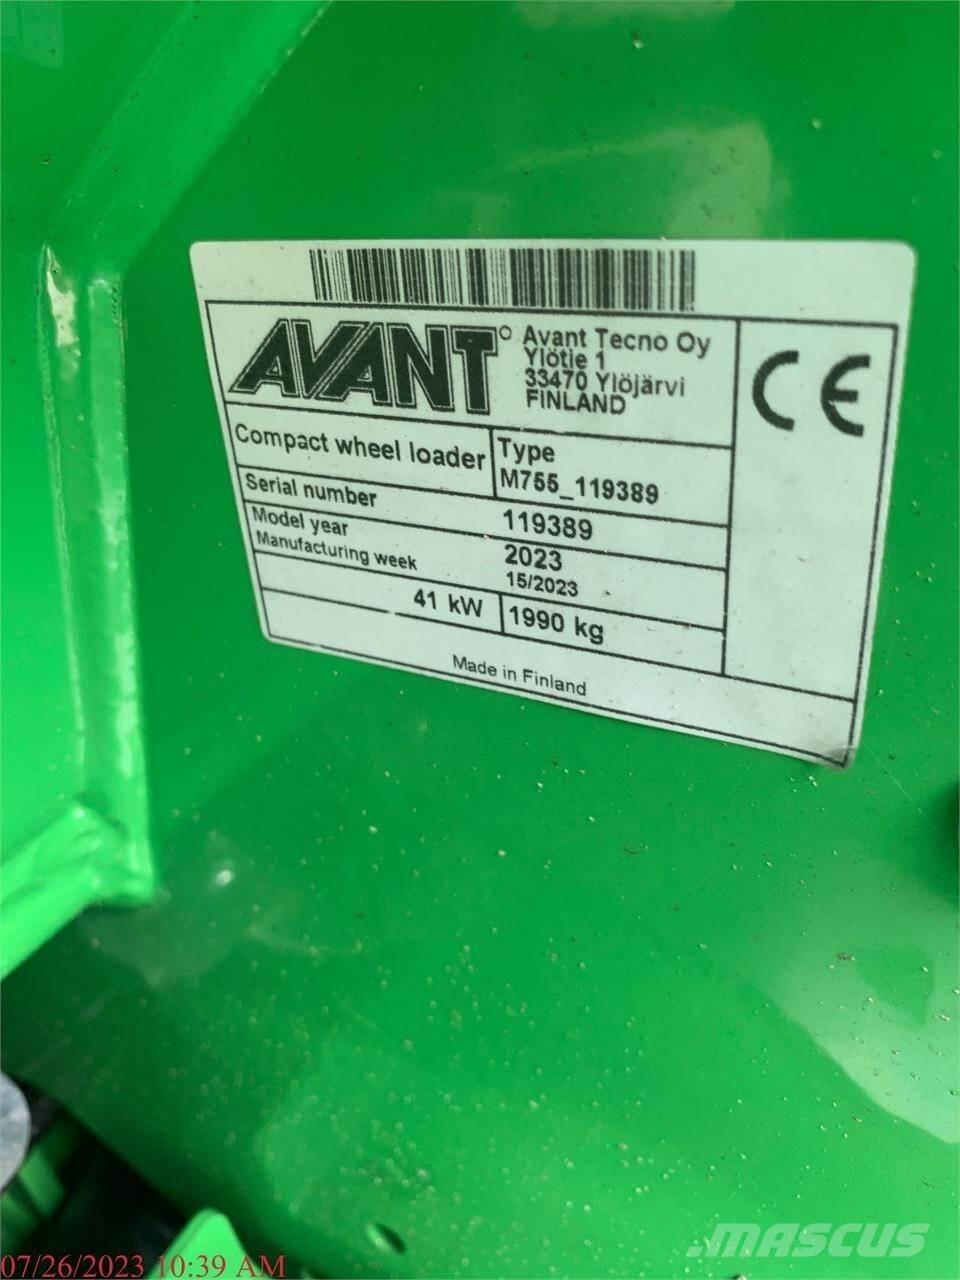 AVANT
Avant Tecno Oy
Ylötie 1
33470 Ylöjärvi
FINLAND
CE
Compact wheel loader
Type
M755_119389
Serial number
119389
Model year
2023
Manufacturing week
15/2023
41 kW
1990 kg
Made in Finland
07/26/2023 10:39 AM
MASCUS